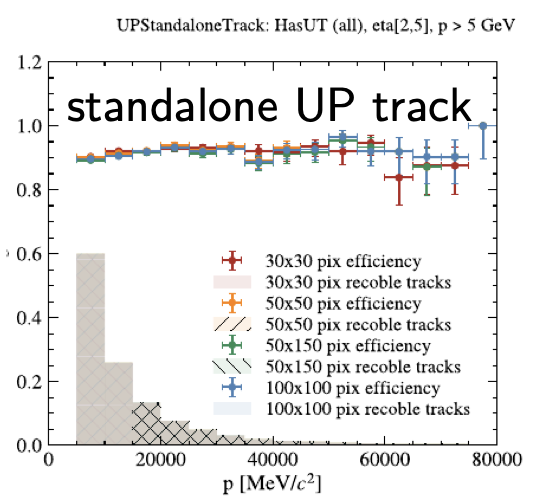 UPStandaloneTrack: HasUT (all), eta[2,5], p > 5 GeV
1.2
standalone UP track
1.0
0.8
0.6
30x30 pix efficiency
30x30 pix recoble tracks
50x50 pix efficiency
0.4
50x50 pix recoble tracks
50x150 pix efficiency
50x150 pix recoble tracks
0.2
100x100 pix efficiency
100x100 pix recoble tracks
0.0
0 20000 40000 60000 80000
p [MeV/c²]